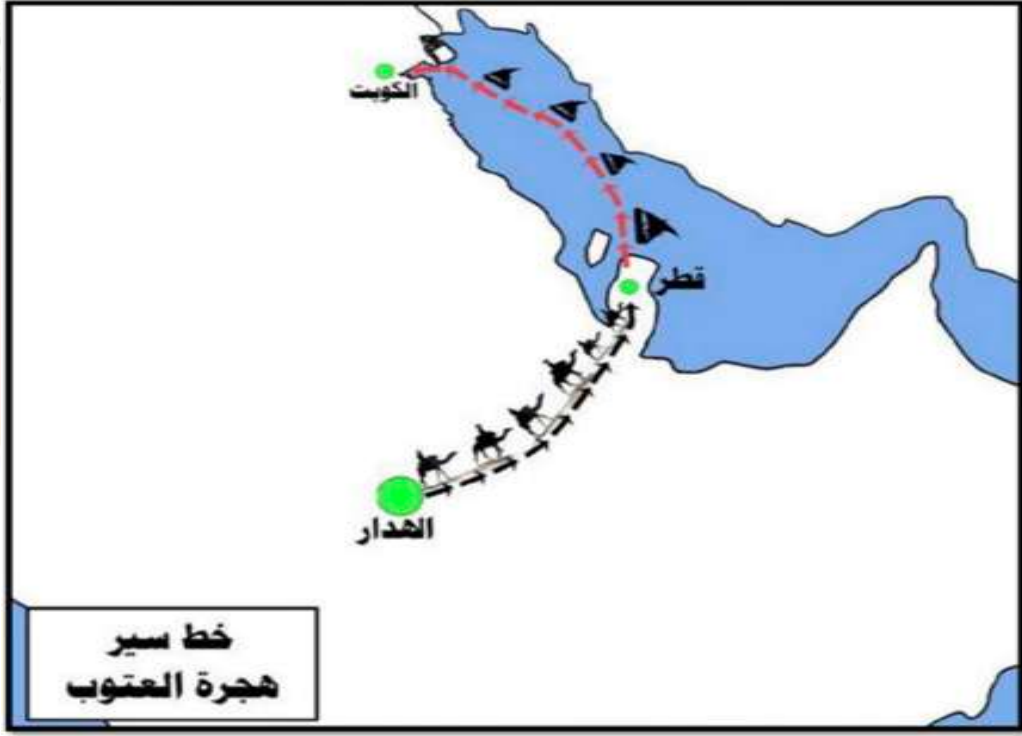 الكويت
قطر
الهدار
خط سير
هجرة العتوب